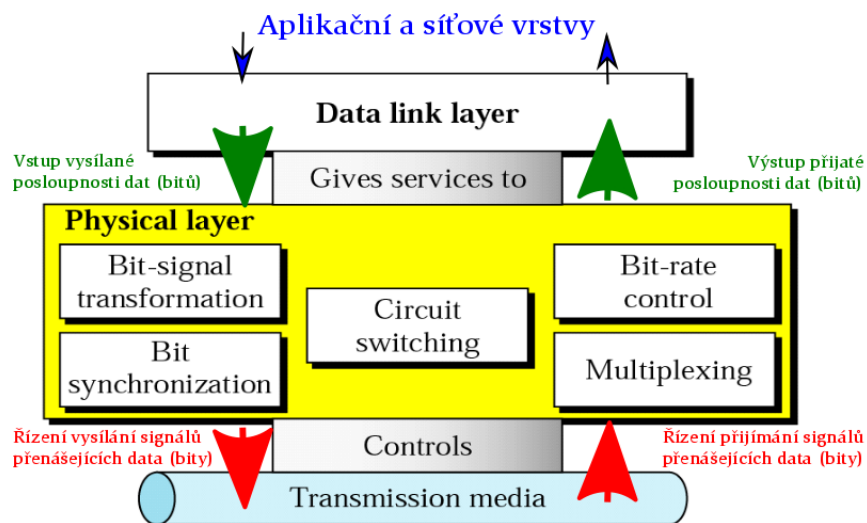 Aplikační a síťové vrstvy
Data link layer
Vstup vysílané
posloupnosti dat (bitů)
Gives services to
Výstup přijaté
posloupnosti dat (bitů)
Physical layer
Bit-signal
transformation
Circuit
switching
Bit-rate
control
Bit
synchronization
Multiplexing
Řízení vysílání signálů
přenášejících data (bity)
Controls
Řízení přijímání signálů
přenášejících data (bity)
Transmission media